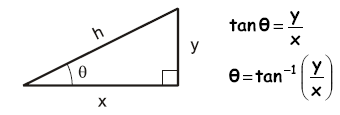 h
θ
y
x
tanθ = y/x
θ = tan⁻¹(y/x)